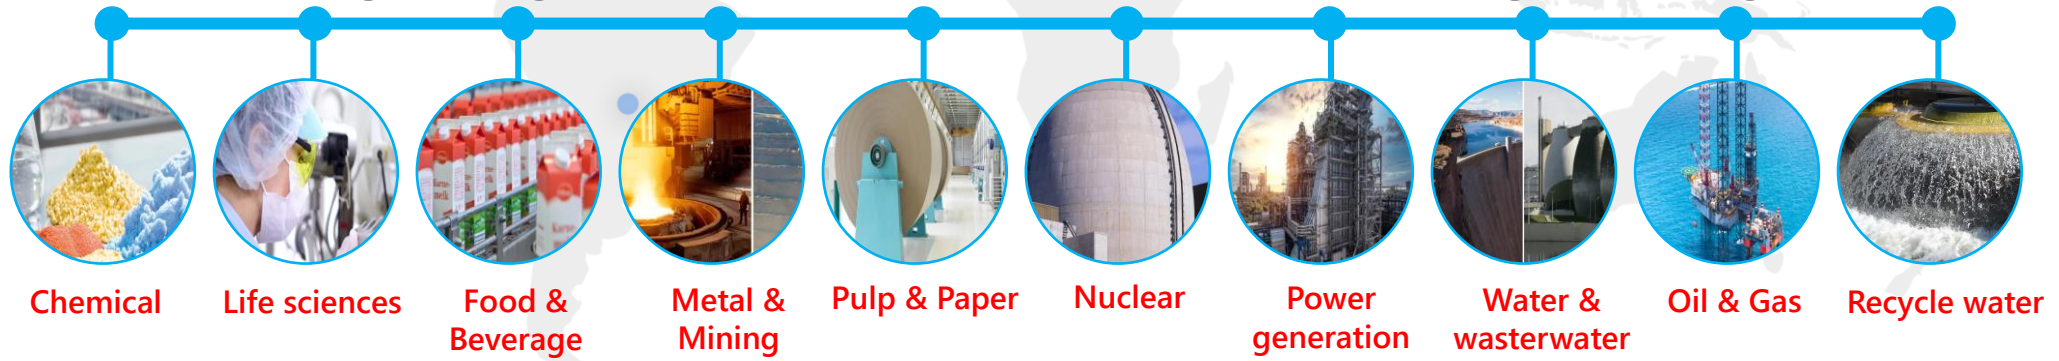 Chemical
Life sciences
Food &
Beverage
Metal &
Mining
Pulp & Paper
Nuclear
Power
generation
Water &
wasterwater
Oil & Gas
Recycle water